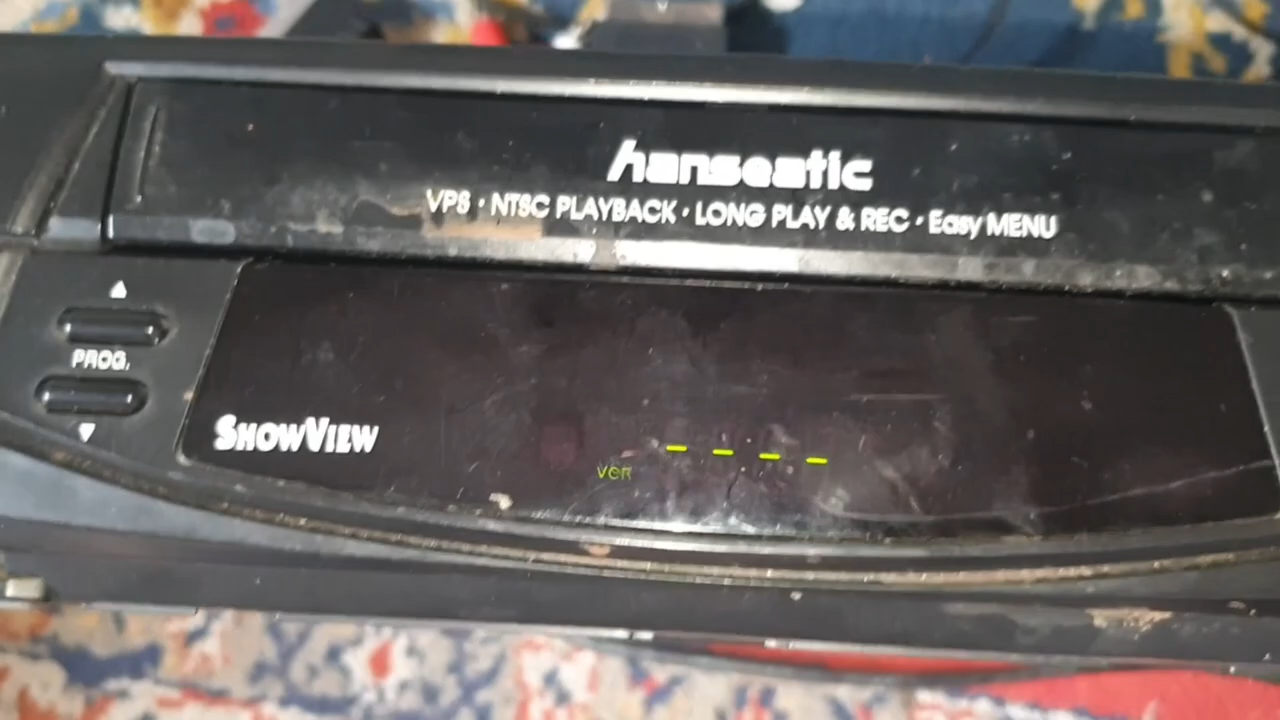 hanseatic
VPS · NTSC PLAYBACK · LONG PLAY & REC · Easy MENU
PROG.
SHOWVIEW
VCR
- - - -